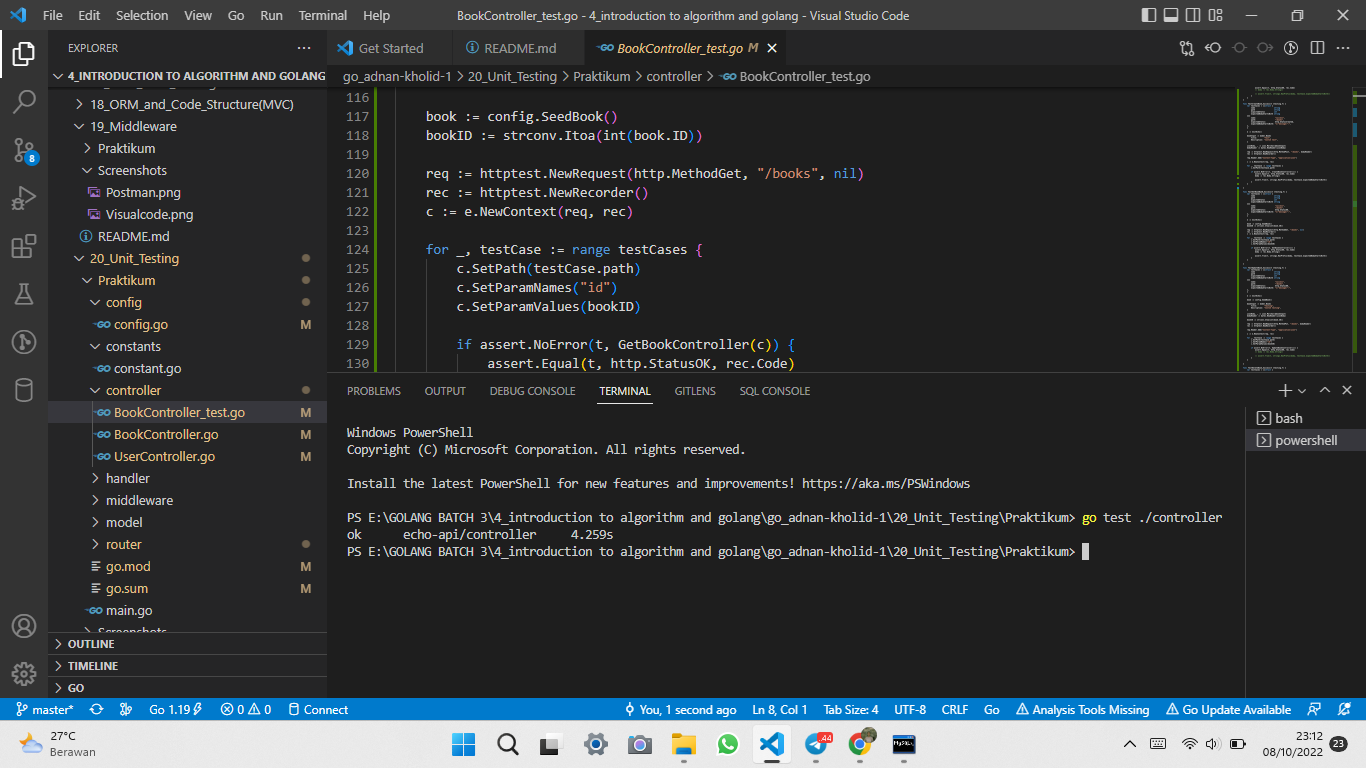 File Edit Selection View Go Run Terminal Help BookController_test.go - 4_introduction to algorithm and golang - Visual Studio Code
EXPLORER
Get Started README.md BookController_test.go M
4_INTRODUCTION TO ALGORITHM AND GOLANG
go_adnan-kholid-1 > 20_Unit_Testing > Praktikum > controller > BookController_test.go
18_ORM_and_Code_Structure(MVC)
19_Middleware
Praktikum
Screenshots
Postman.png
Visualcode.png
README.md
20_Unit_Testing
Praktikum
config
config.go M
constants
constant.go
controller
BookController_test.go M
BookController.go M
UserController.go M
handler
middleware
model
router
go.mod M
go.sum M
main.go
Screenshots
OUTLINE
TIMELINE
GO
8
116
117 book := config.SeedBook()
118 bookID := strconv.Itoa(int(book.ID))
119
120 req := httptest.NewRequest(http.MethodGet, "/books", nil)
121 rec := httptest.NewRecorder()
122 c := e.NewContext(req, rec)
123
124 for _, testCase := range testCases {
125 c.SetPath(testCase.path)
126 c.SetParamNames("id")
127 c.SetParamValues(bookID)
128
129 if assert.NoError(t, GetBookController(c)) {
130 assert.Equal(t, http.StatusOK, rec.Code)
PROBLEMS OUTPUT DEBUG CONSOLE TERMINAL GITLENS SQL CONSOLE
bash
powershell
Windows PowerShell
Copyright (C) Microsoft Corporation. All rights reserved.
Install the latest PowerShell for new features and improvements! https://aka.ms/PSWindows
PS E:\GOLANG BATCH 3\4_introduction to algorithm and golang\go_adnan-kholid-1\20_Unit_Testing\Praktikum> go test ./controller
ok echo-api/controller 4.259s
PS E:\GOLANG BATCH 3\4_introduction to algorithm and golang\go_adnan-kholid-1\20_Unit_Testing\Praktikum>
master* Go 1.19 0 0 Connect You, 1 second ago Ln 8, Col 1 Tab Size: 4 UTF-8 CRLF Go Analysis Tools Missing Go Update Available
27°C
Berawan
44
MySQL
23:12
08/10/2022
23